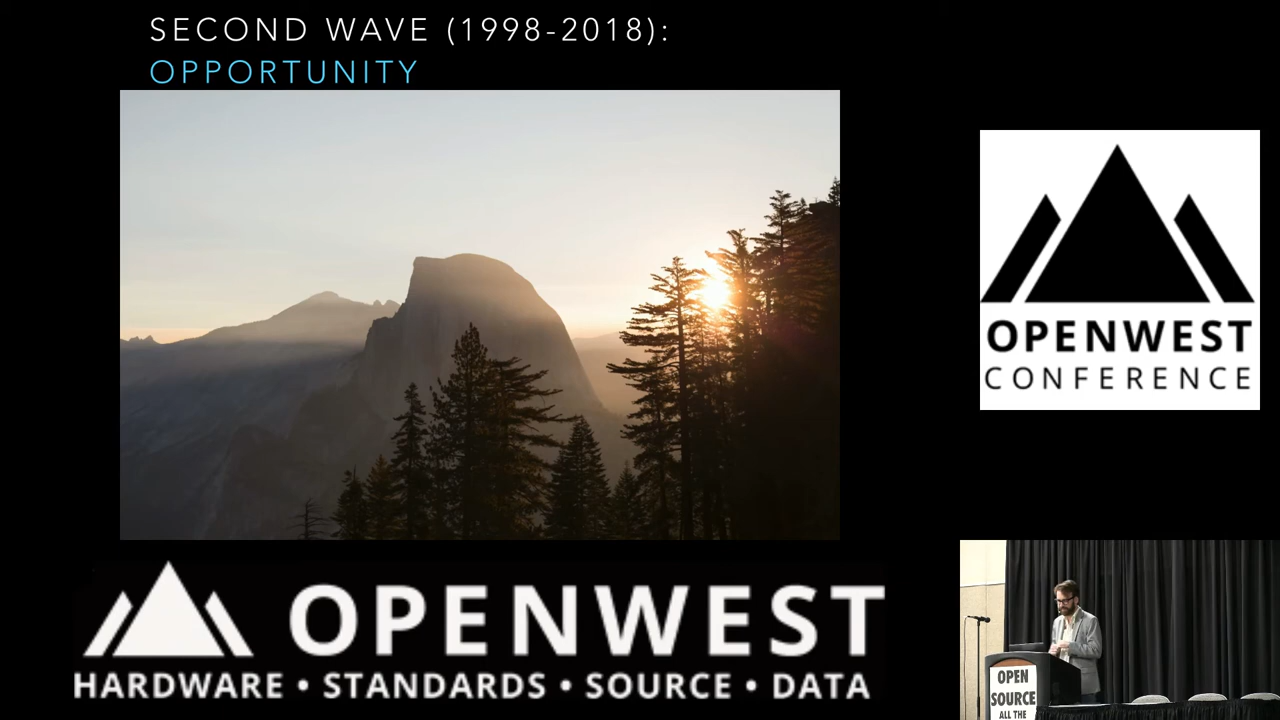 SECOND WAVE (1998-2018):
OPPORTUNITY
OPENWEST
CONFERENCE
OPENWEST
HARDWARE • STANDARDS • SOURCE • DATA
OPEN
SOURCE
ALL THE